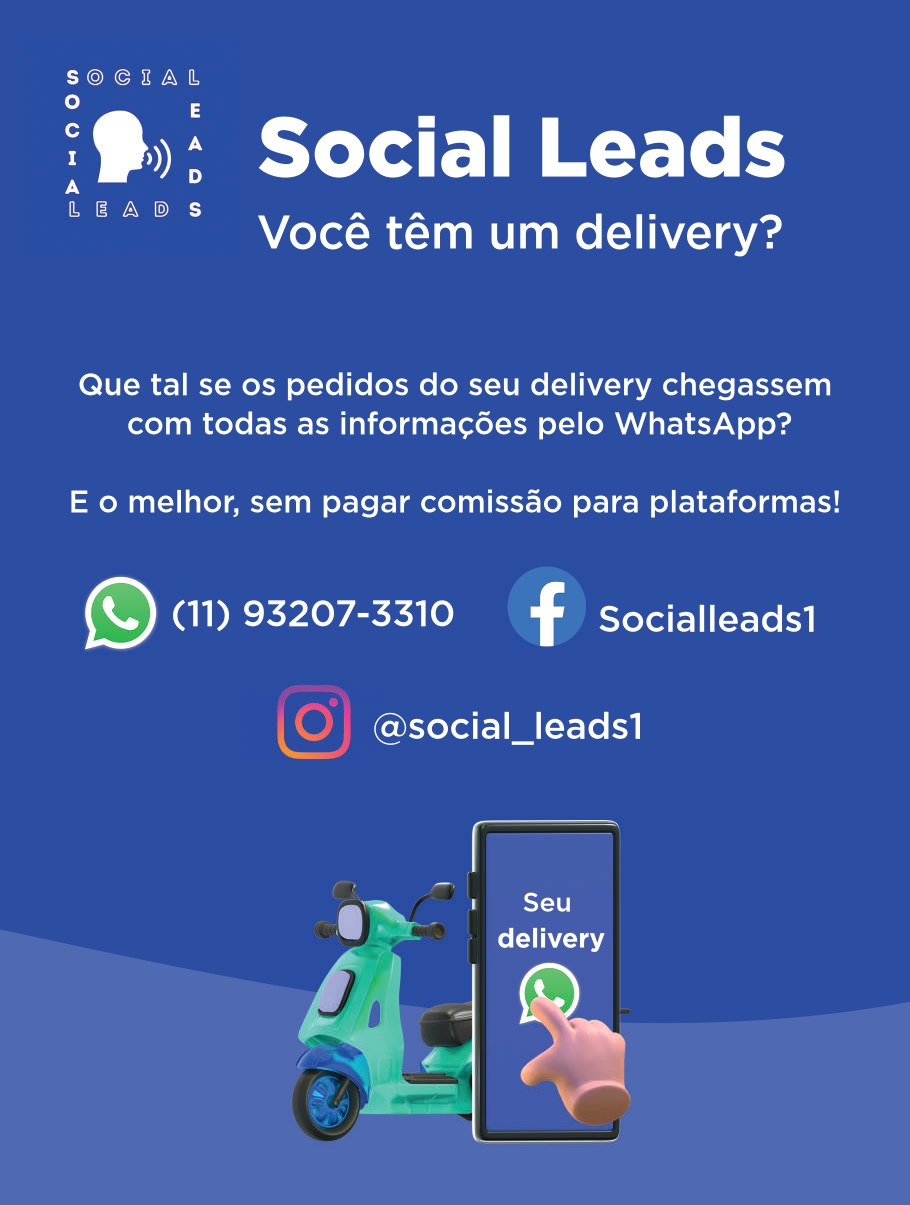 SOCIAL
SOCIAL
LEADS
LEADS
Social Leads
Você têm um delivery?
Que tal se os pedidos do seu delivery chegassem
com todas as informações pelo WhatsApp?
E o melhor, sem pagar comissão para plataformas!
(11) 93207-3310
Socialleads1
@social_leads1
Seu
delivery